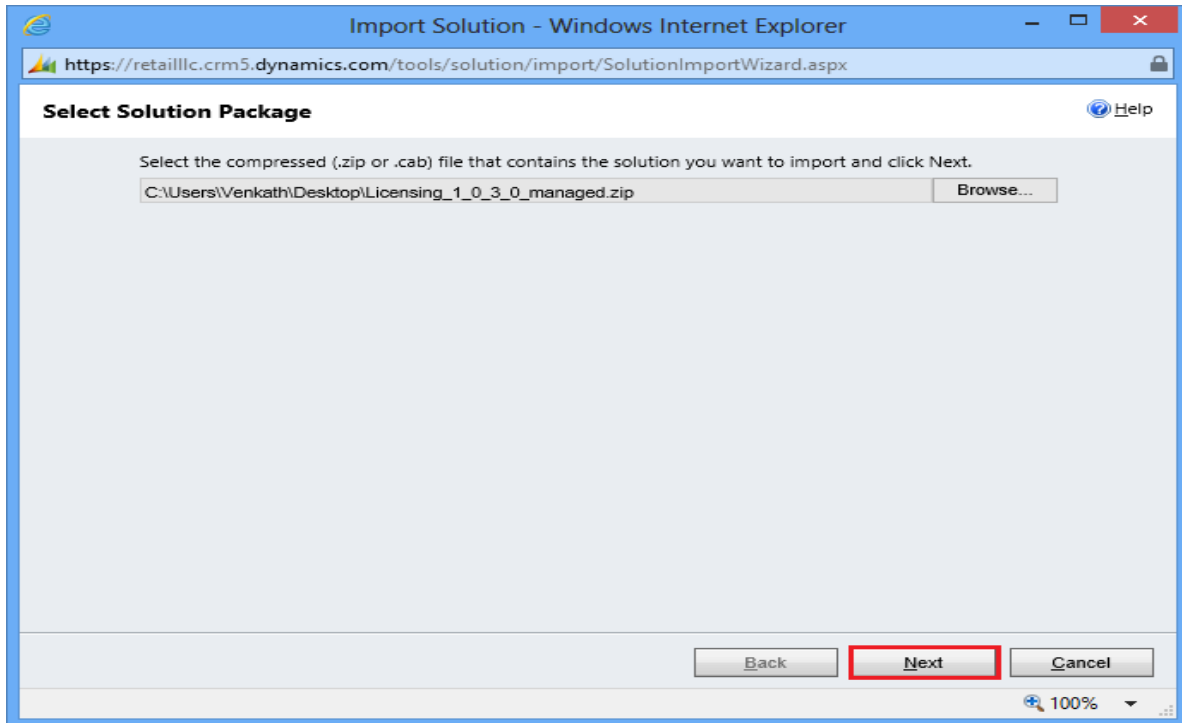 Import Solution - Windows Internet Explorer
https://retailllc.crm5.dynamics.com/tools/solution/import/SolutionImportWizard.aspx
Select Solution Package
Help
Select the compressed (.zip or .cab) file that contains the solution you want to import and click Next.
C:\Users\Venkath\Desktop\Licensing_1_0_3_0_managed.zip
Browse...
Back
Next
Cancel
100%